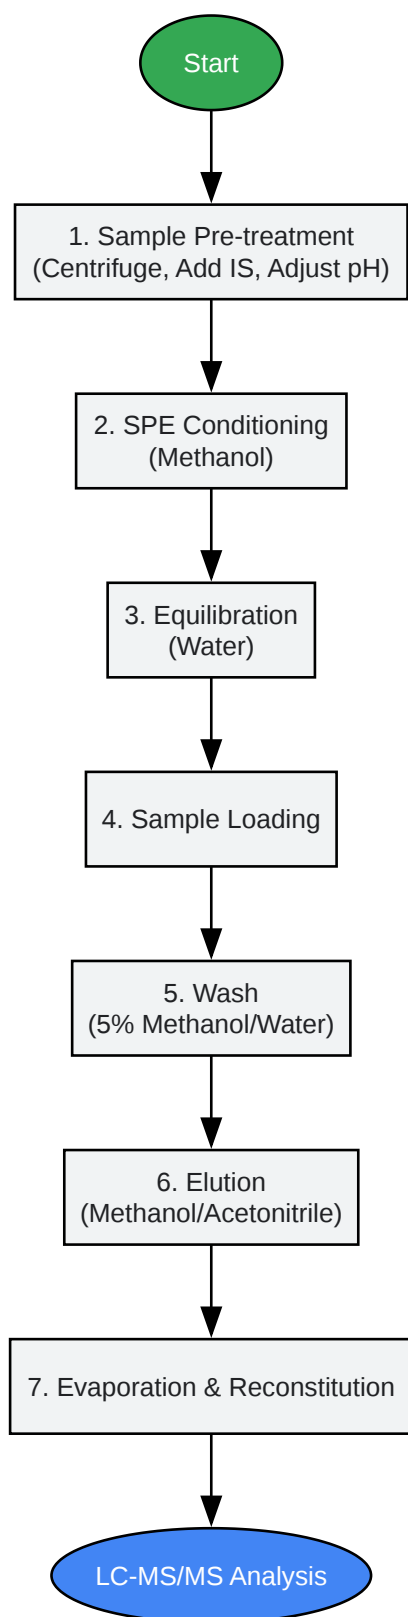 Start
1. Sample Pre-treatment
(Centrifuge, Add IS, Adjust pH)
2. SPE Conditioning
(Methanol)
3. Equilibration
(Water)
4. Sample Loading
5. Wash
(5% Methanol/Water)
6. Elution
(Methanol/Acetonitrile)
7. Evaporation & Reconstitution
LC-MS/MS Analysis